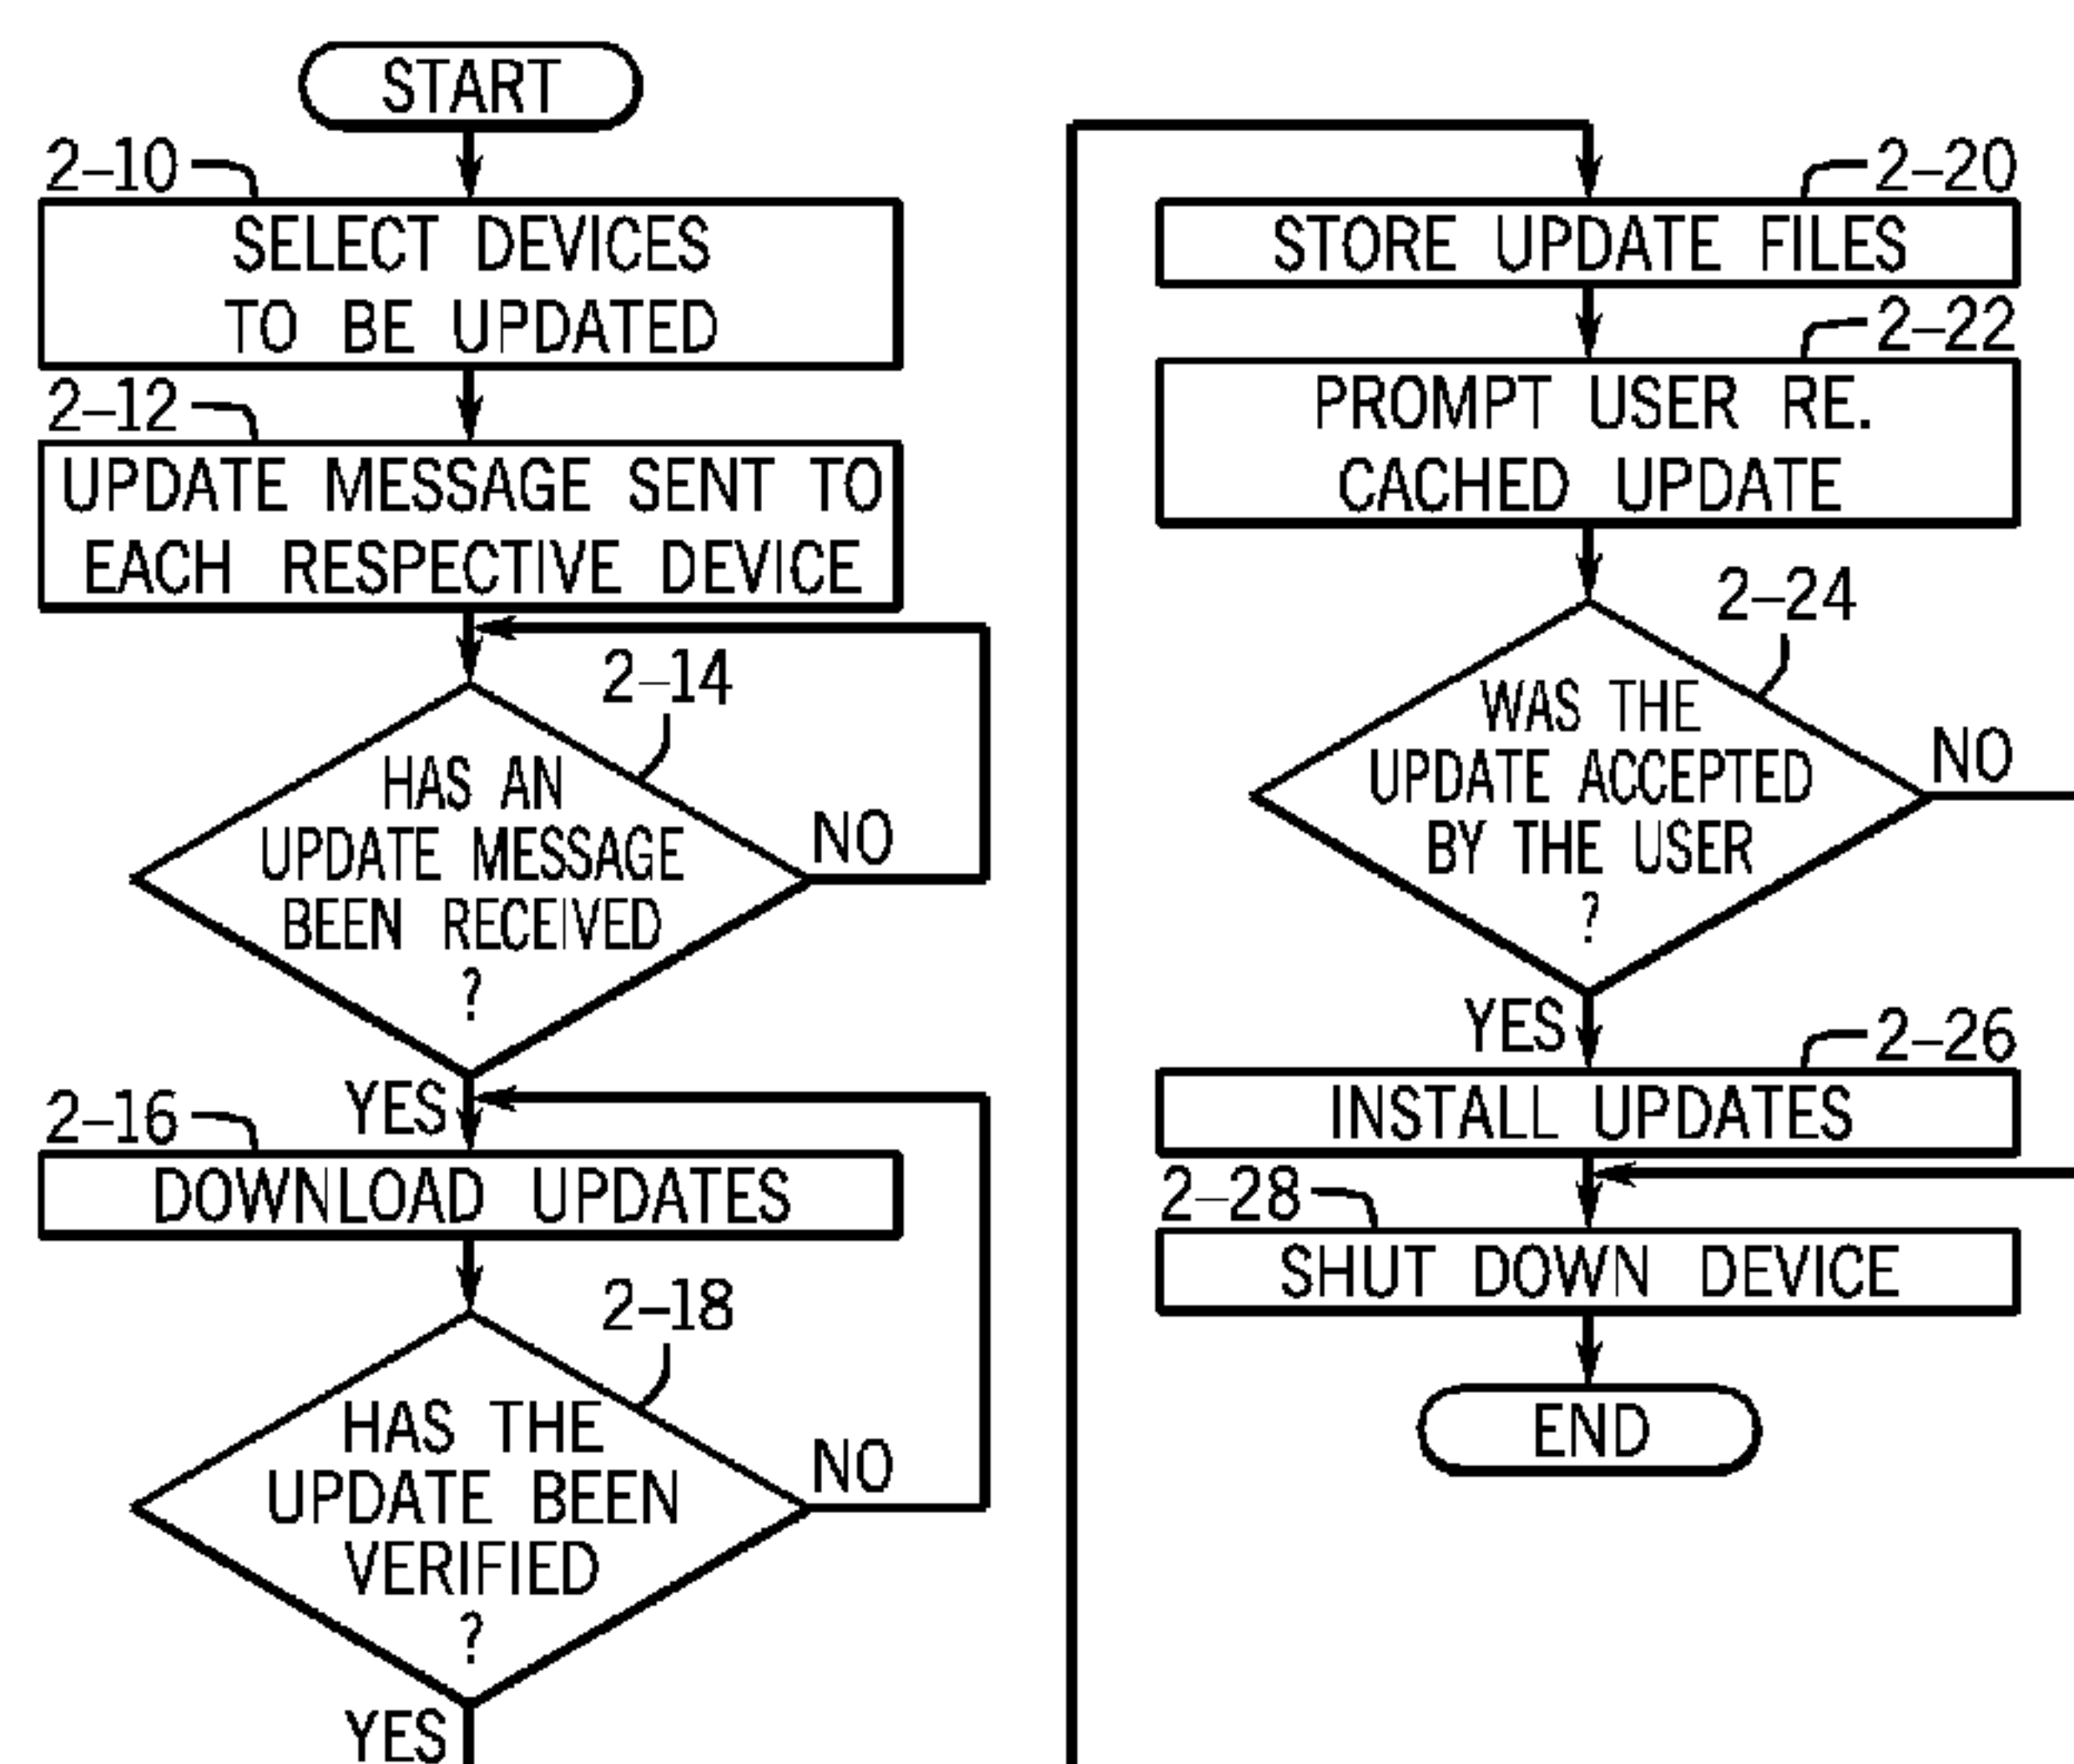 START
2-10
SELECT DEVICES
TO BE UPDATED
2-12
UPDATE MESSAGE SENT TO
EACH RESPECTIVE DEVICE
2-14
HAS AN
UPDATE MESSAGE
BEEN RECEIVED
?
NO
YES
2-16
DOWNLOAD UPDATES
2-18
HAS THE
UPDATE BEEN
VERIFIED
?
NO
YES
2-20
STORE UPDATE FILES
2-22
PROMPT USER RE.
CACHED UPDATE
2-24
WAS THE
UPDATE ACCEPTED
BY THE USER
?
NO
YES
2-26
INSTALL UPDATES
2-28
SHUT DOWN DEVICE
END